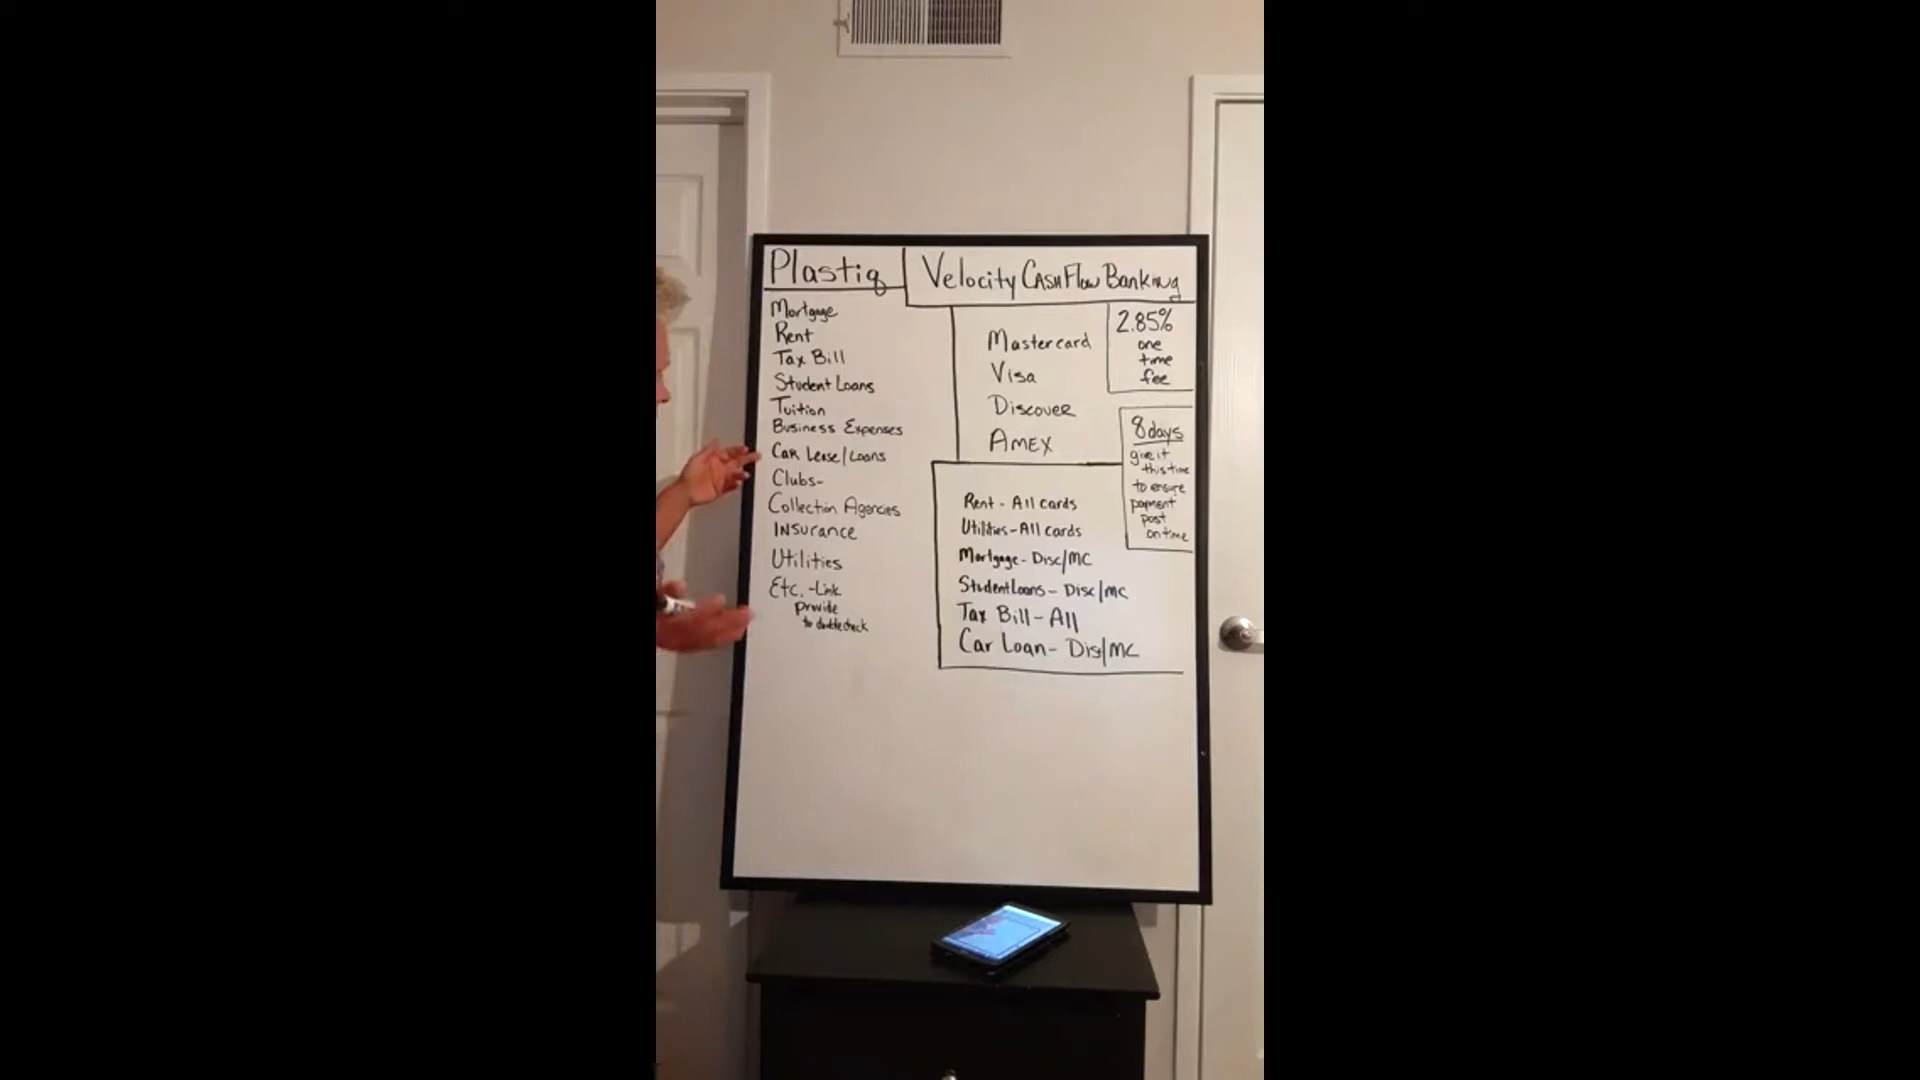 Plastiq
Velocity CASHFlow Banking
Mortgage
Rent
Tax Bill
Student Loans
Tuition
Business Expenses
Car Lease/Loans
Clubs-
Collection Agencies
INSurance
Utilities
Etc. -Link
provide
to doublecheck
Mastercard
Visa
Discover
AMEX
2.85%
one
time
fee
8 days
give it
this time
to ensure
payment
post
on time
Rent - All cards
Utilities - All cards
Mortgage - Disc/MC
Student Loans - Disc/MC
Tax Bill - All
Car Loan - Disc/MC